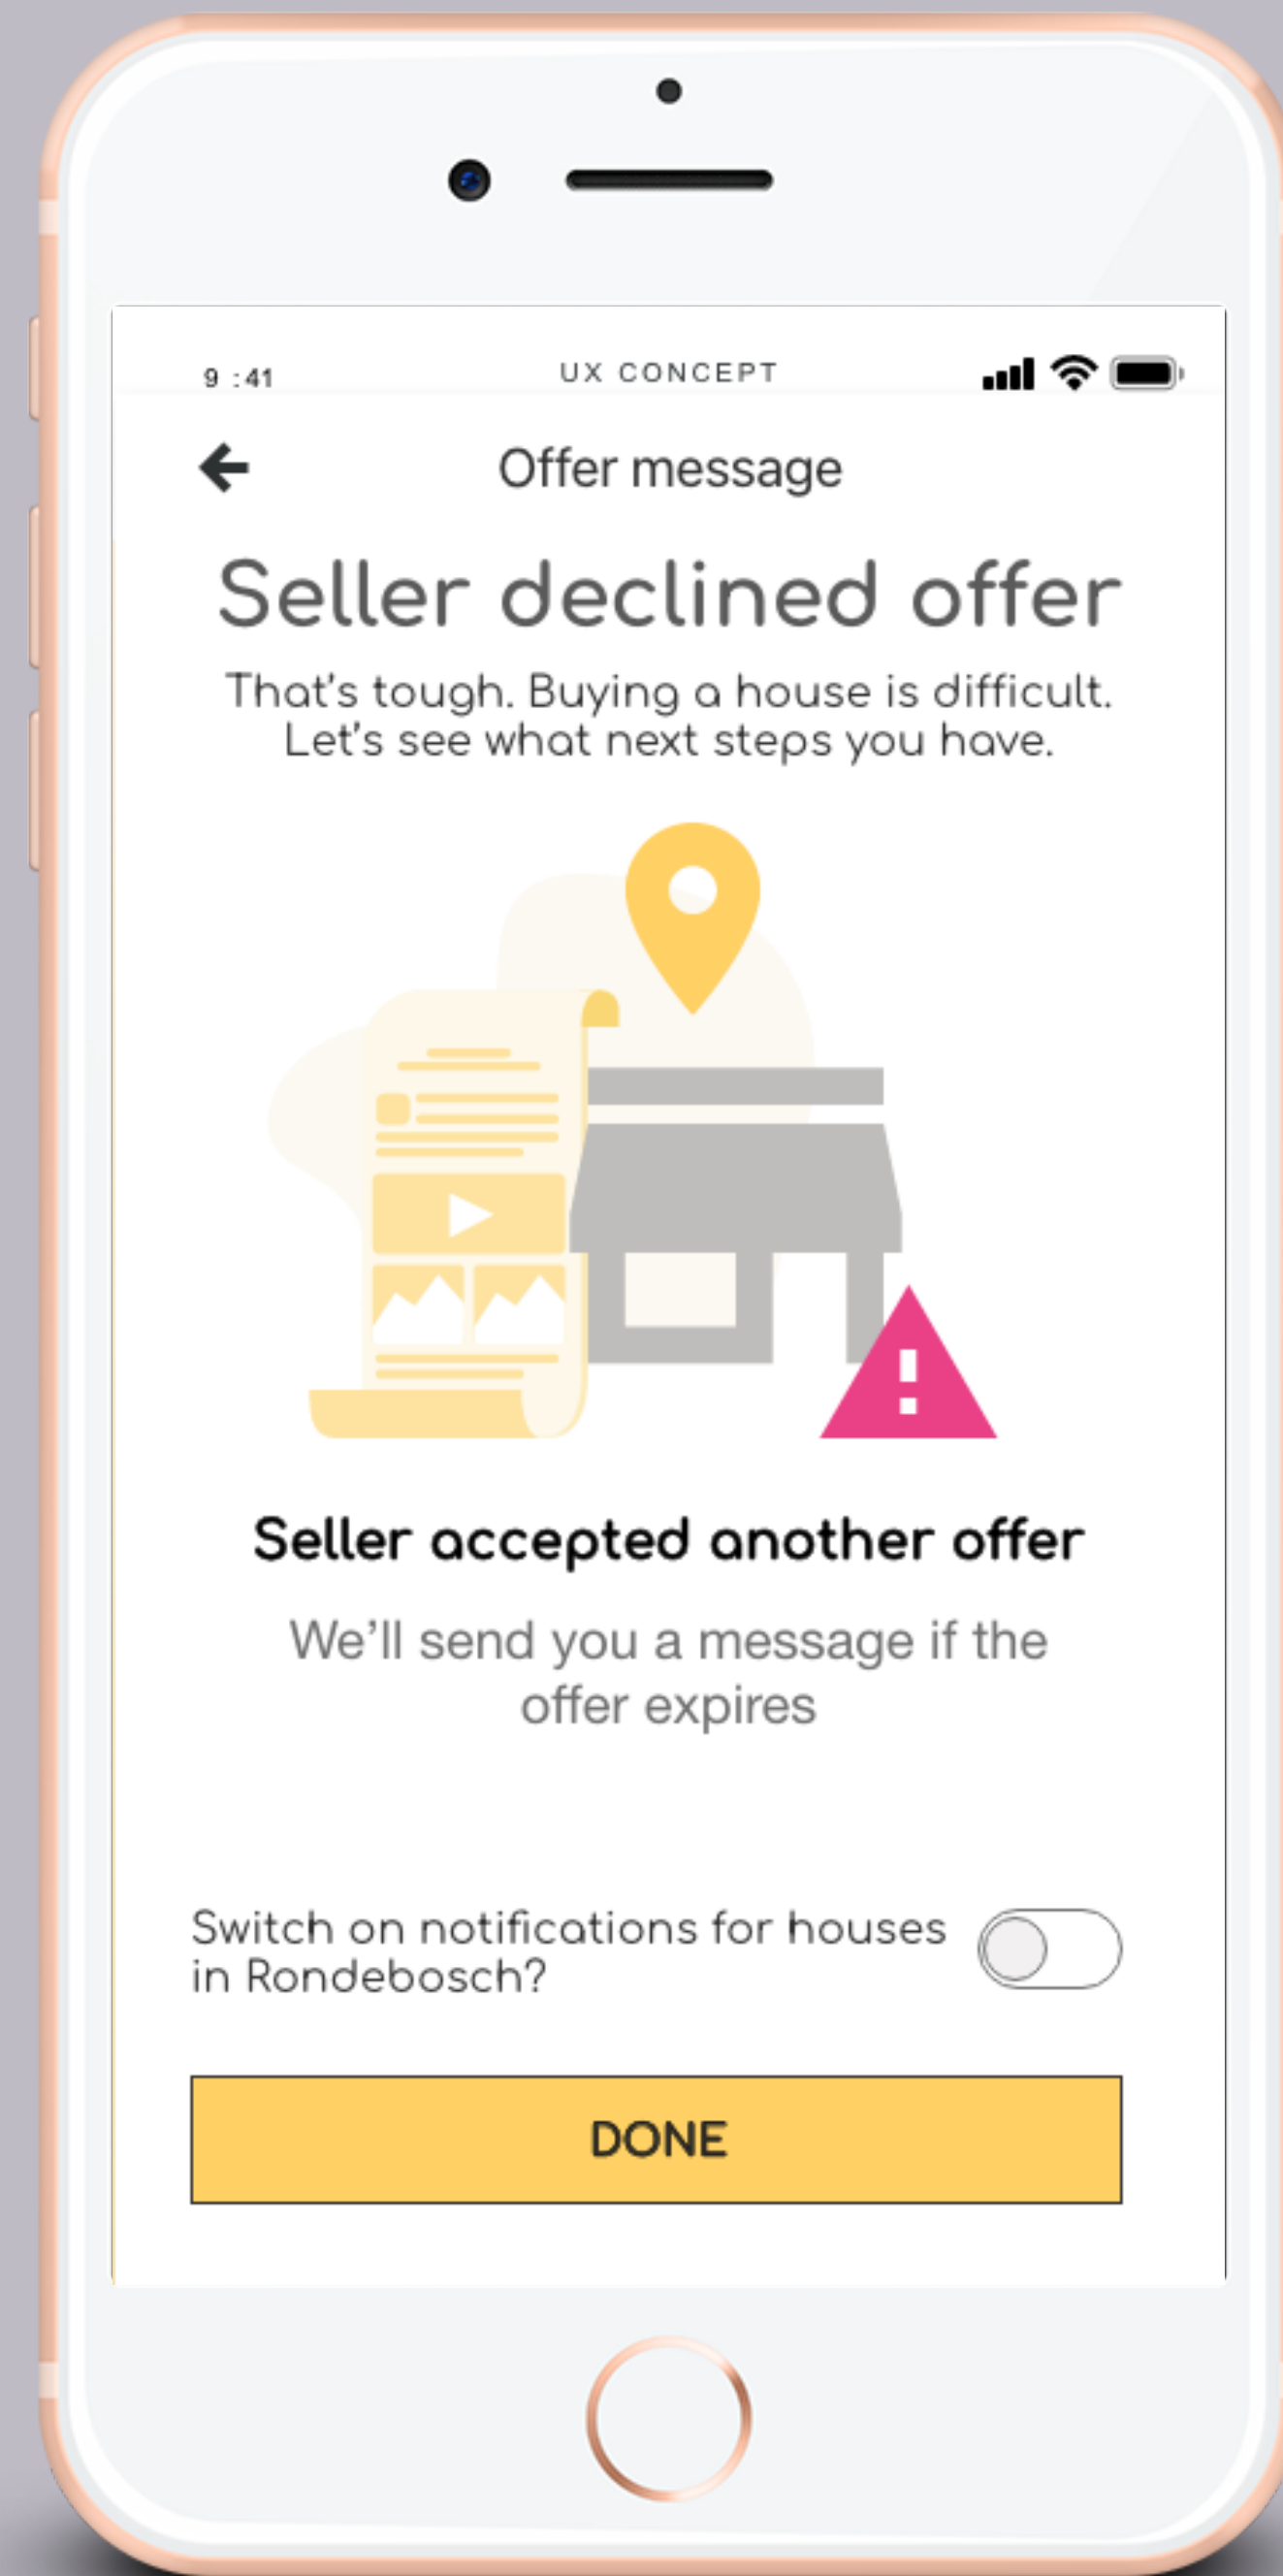 9 :41
UX CONCEPT
Offer message
Seller declined offer
That's tough. Buying a house is difficult.
Let's see what next steps you have.
Seller accepted another offer
We'll send you a message if the
offer expires
Switch on notifications for houses
in Rondebosch?
DONE